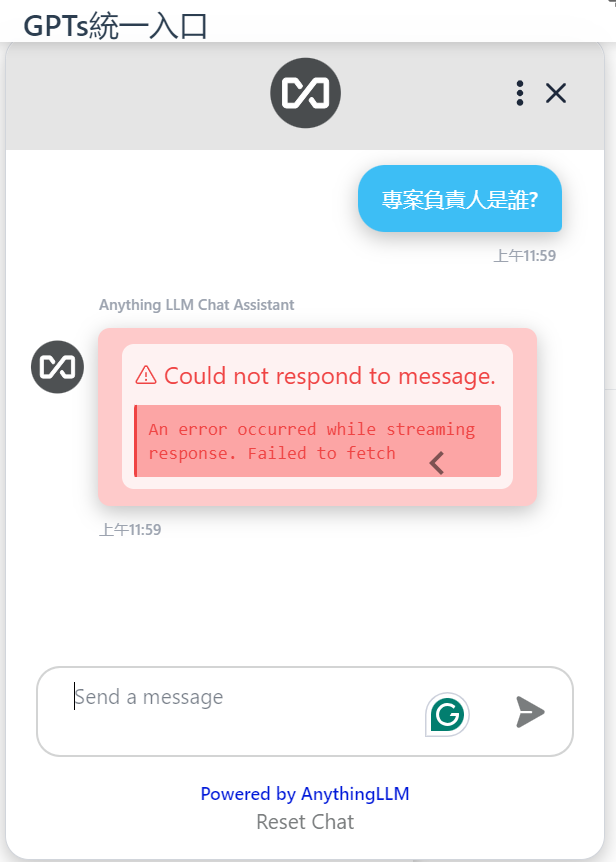 GPTs統一入口
專案負責人是誰?
上午11:59
Anything LLM Chat Assistant
Could not respond to message.
An error occurred while streaming
response. Failed to fetch
上午11:59
Send a message
Powered by AnythingLLM
Reset Chat